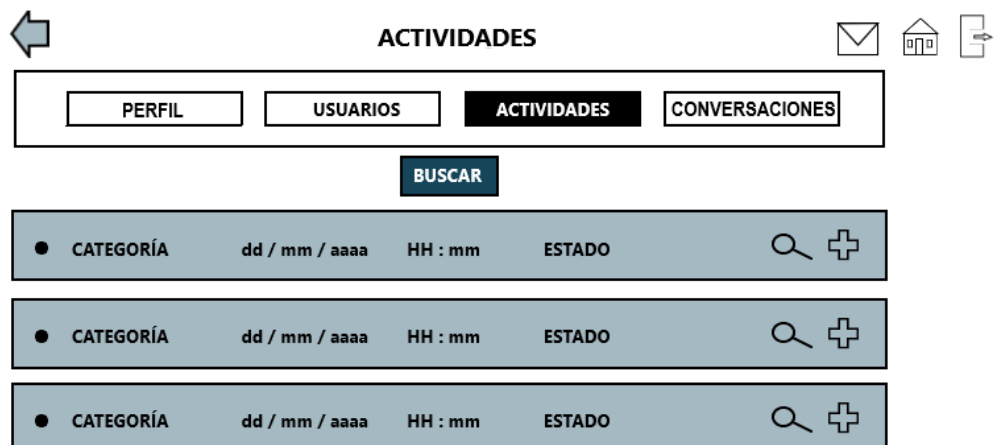 ACTIVIDADES
PERFIL USUARIOS ACTIVIDADES CONVERSACIONES
BUSCAR
CATEGORÍA dd / mm / aaaa HH : mm ESTADO
CATEGORÍA dd / mm / aaaa HH : mm ESTADO
CATEGORÍA dd / mm / aaaa HH : mm ESTADO